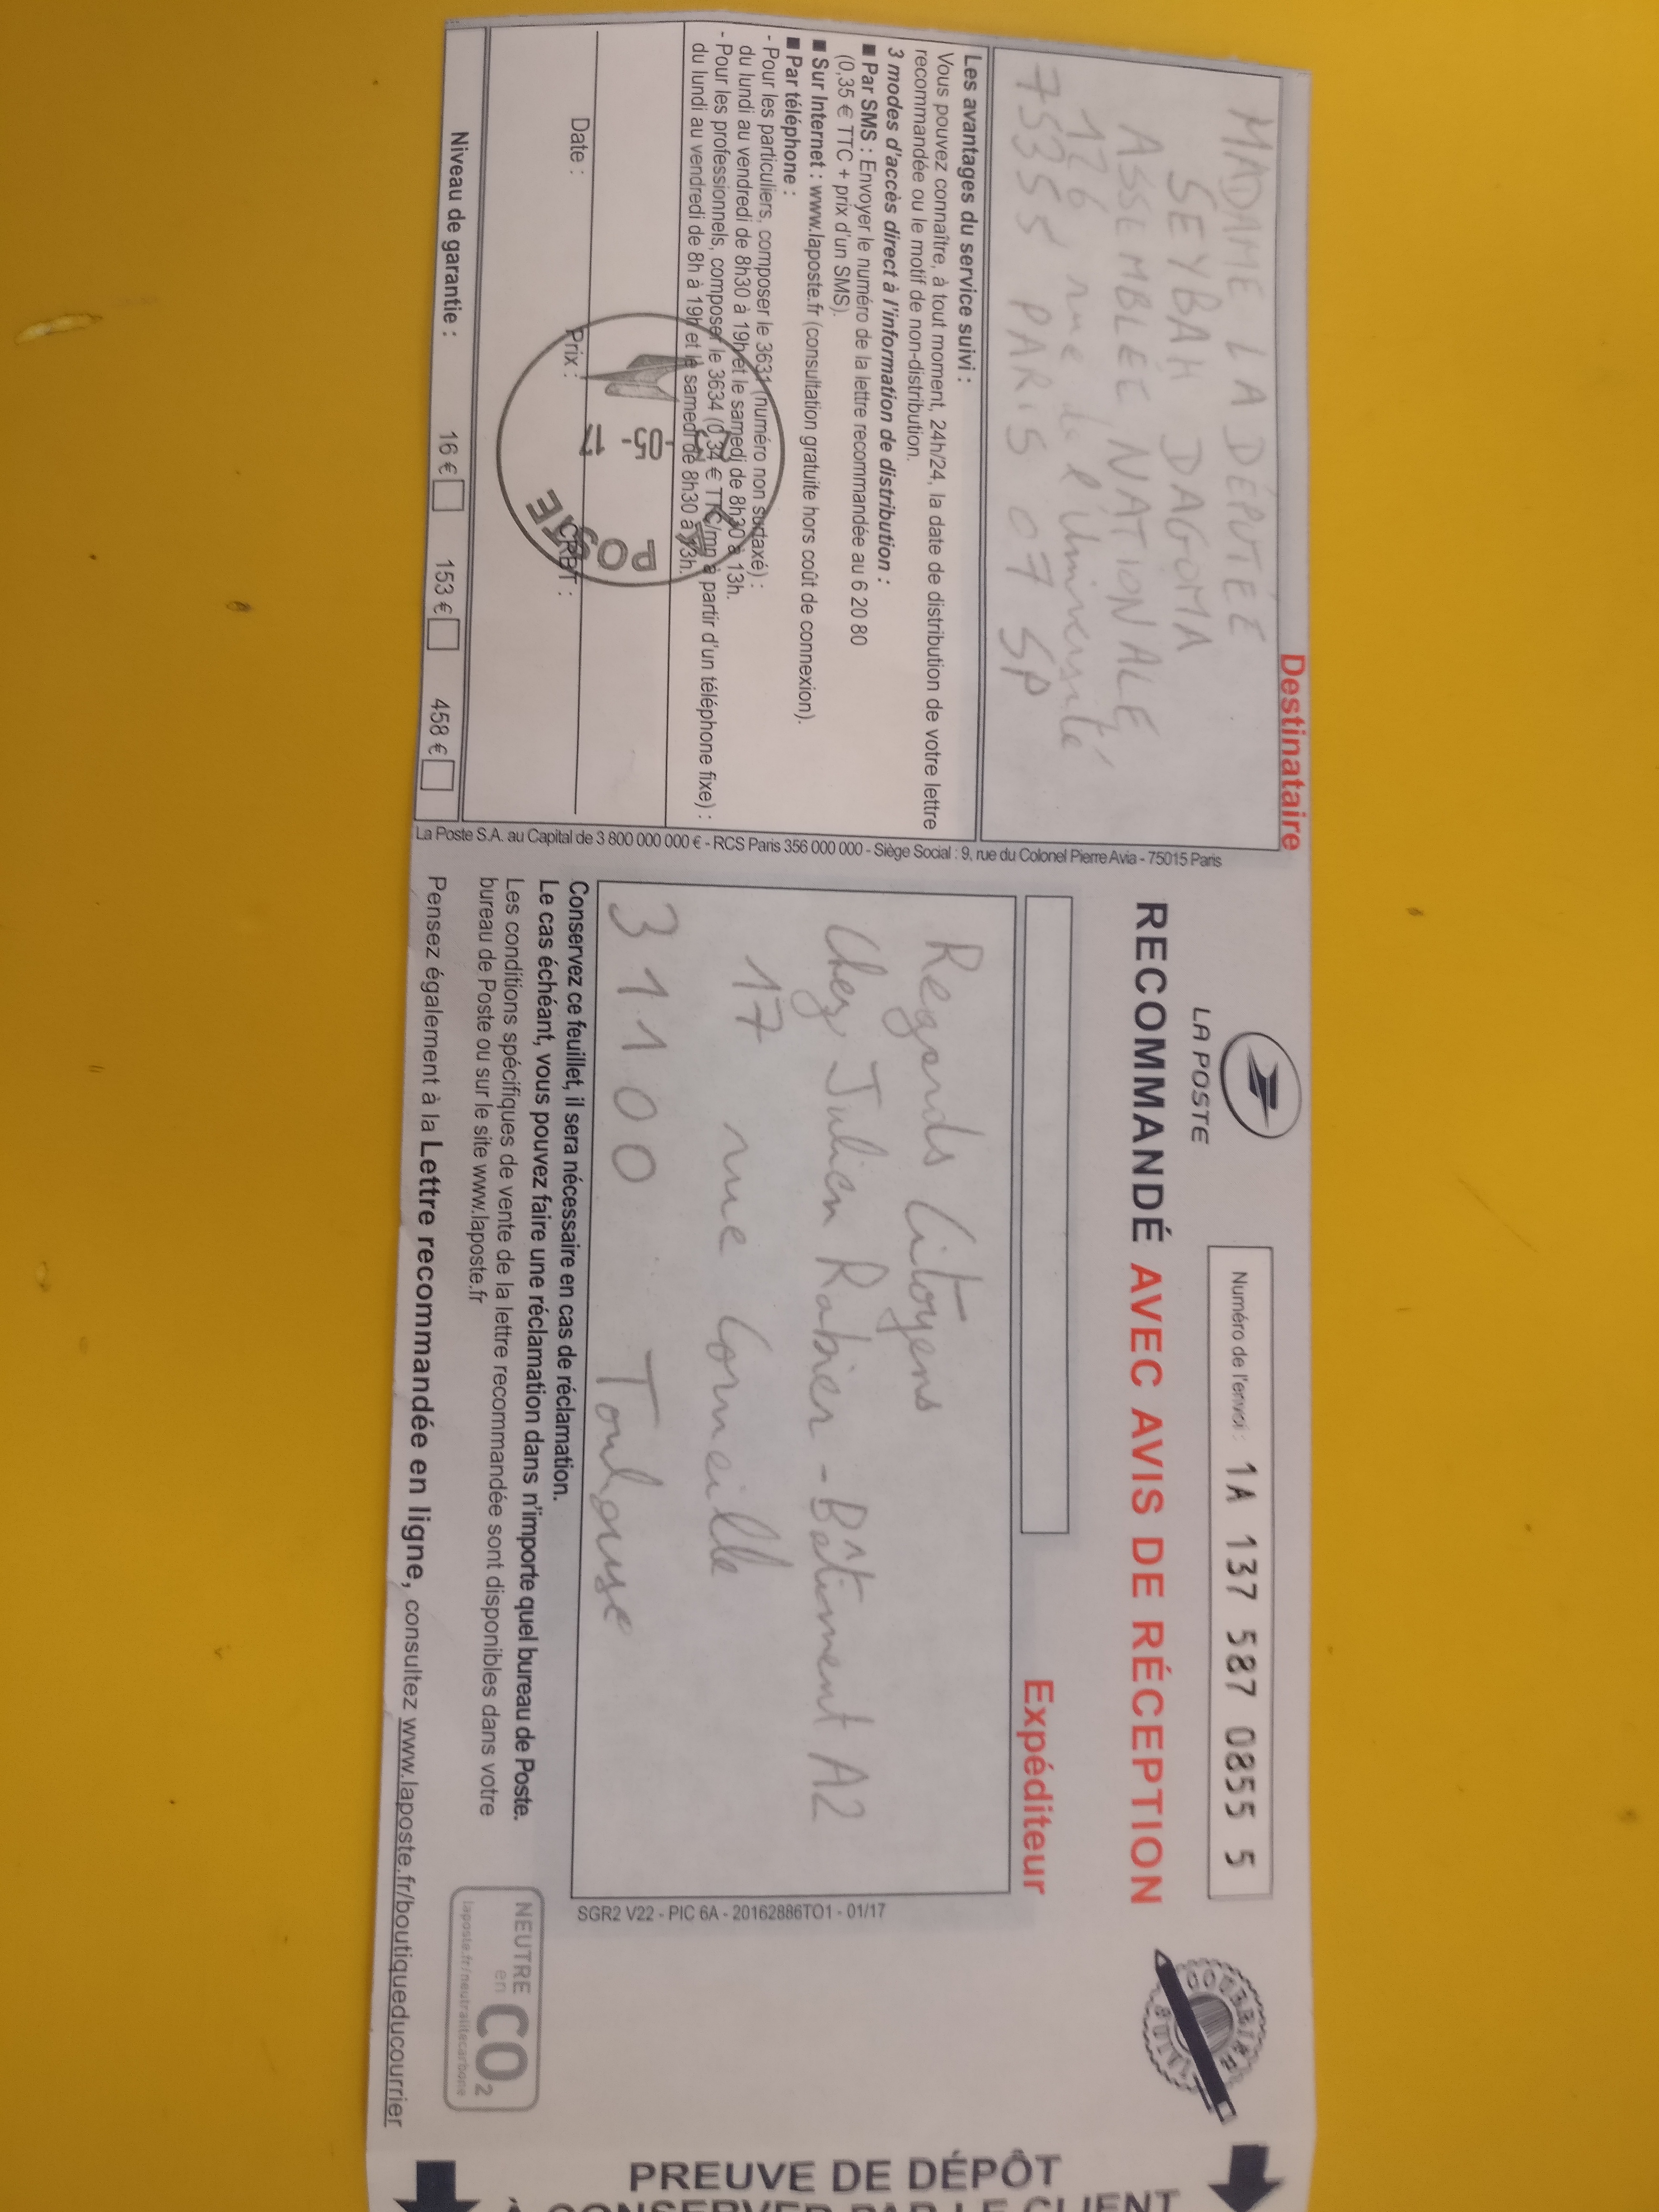 Destinataire
MADAME LA DÉPUTÉE
SEYBAH DAGOMA
ASSEMBLÉE NATIONALE
126 rue de l'Université
75355 PARIS 07 SP
Les avantages du service suivi :
Vous pouvez connaître, à tout moment, 24h/24, la date de distribution de votre lettre
recommandée ou le motif de non-distribution.
3 modes d'accès direct à l'information de distribution :
■ Par SMS : Envoyer le numéro de la lettre recommandée au 6 20 80
(0,35 € TTC + prix d'un SMS).
■ Sur Internet : www.laposte.fr (consultation gratuite hors coût de connexion).
■ Par téléphone :
- Pour les particuliers, composer le 3631 (numéro non surtaxé) :
du lundi au vendredi de 8h30 à 19h et le samedi de 8h30 à 13h.
- Pour les professionnels, composer le 3634 (0,34 € TTC/mn à partir d'un téléphone fixe) :
du lundi au vendredi de 8h à 19h et le samedi de 8h30 à 13h.
Date : Prix : CRBT :
-05-
17
POSTE
Niveau de garantie : 16 € 153 € 458 €
La Poste S.A. au Capital de 3 800 000 000 € - RCS Paris 356 000 000 - Siège Social : 9, rue du Colonel Pierre Avia - 75015 Paris
LA POSTE
Numéro de l'envoi : 1A 137 587 0855 5
RECOMMANDÉ AVEC AVIS DE RÉCEPTION
Expéditeur
Regards Citoyens
Chez Julien Rabier - Bâtiment A2
17 rue Corneille
31100 Toulouse
SGR2 V22 - PIC 6A - 20162886TO1 - 01/17
Conservez ce feuillet, il sera nécessaire en cas de réclamation.
Le cas échéant, vous pouvez faire une réclamation dans n'importe quel bureau de Poste.
Les conditions spécifiques de vente de la lettre recommandée sont disponibles dans votre
bureau de Poste ou sur le site www.laposte.fr
Pensez également à la Lettre recommandée en ligne, consultez www.laposte.fr/boutiqueducourrier
NEUTRE
en
CO2
laposte.fr/neutralitecarbone
PREUVE DE DÉPÔT
À CONSERVER PAR LE CLIENT